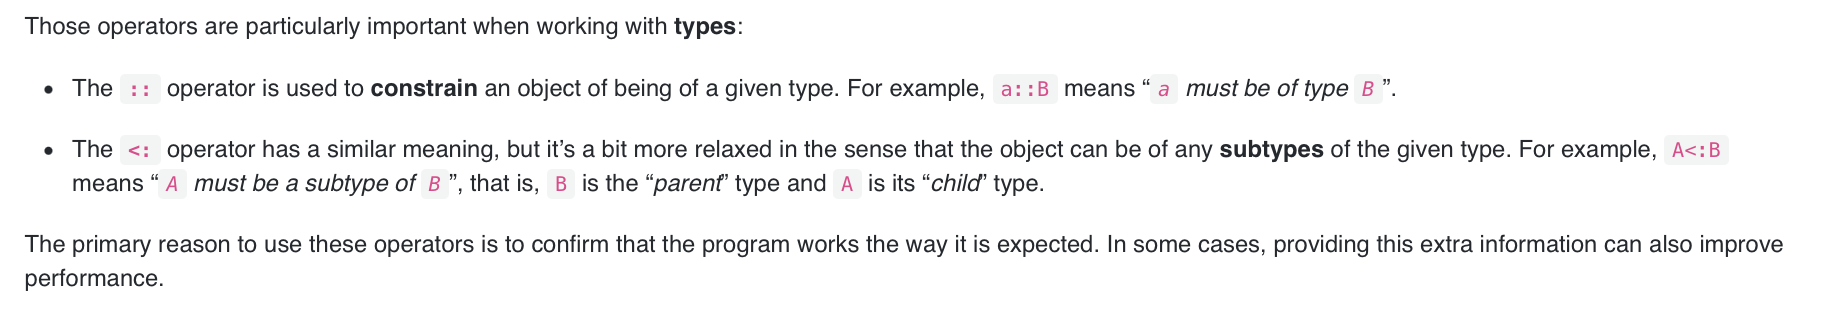 Those operators are particularly important when working with types:
• The :: operator is used to constrain an object of being of a given type. For example, a::B means “a must be of type B”.
• The <: operator has a similar meaning, but it’s a bit more relaxed in the sense that the object can be of any subtypes of the given type. For example, A<:B
means “A must be a subtype of B”, that is, B is the “parent” type and A is its “child” type.
The primary reason to use these operators is to confirm that the program works the way it is expected. In some cases, providing this extra information can also improve
performance.